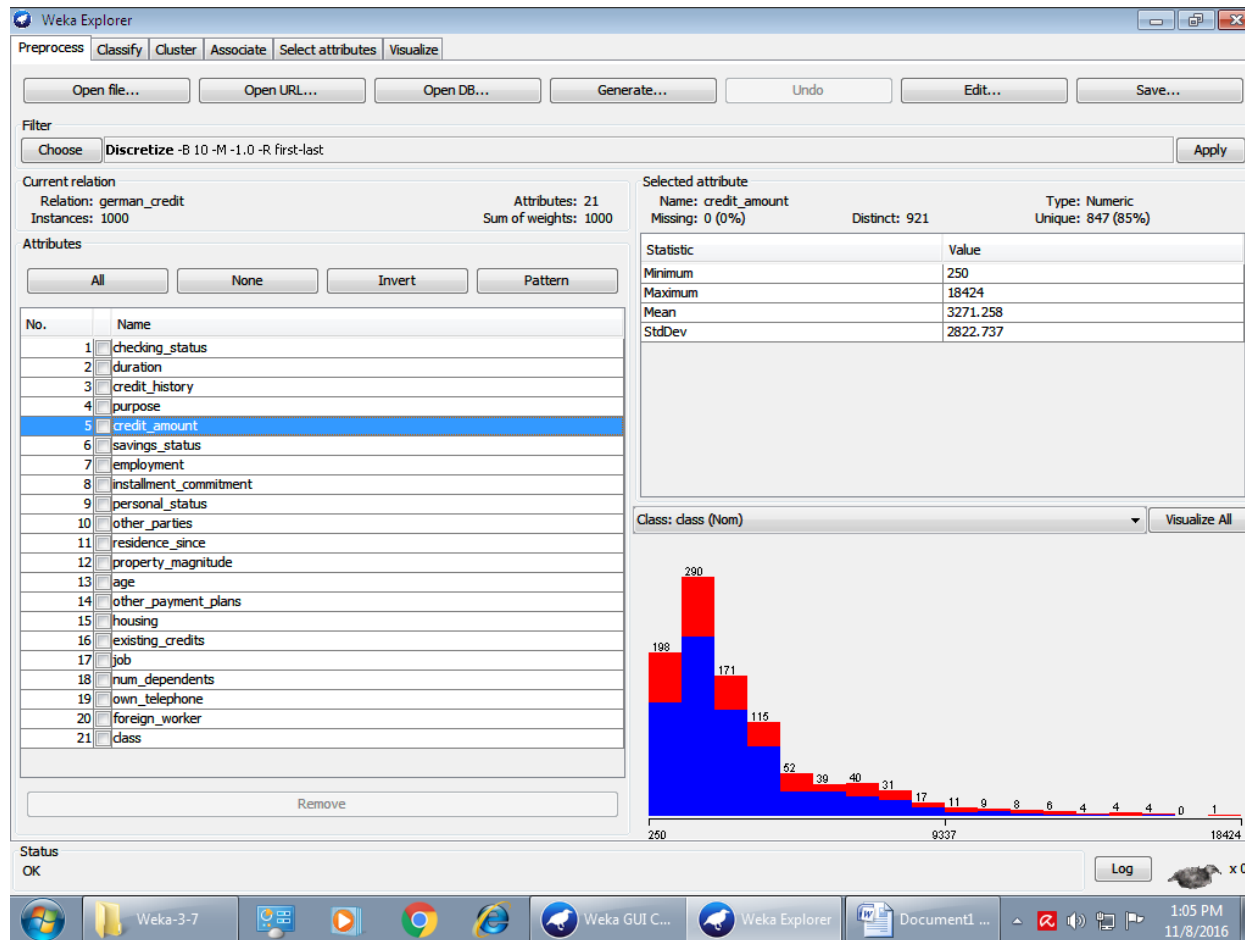 Weka Explorer
Preprocess Classify Cluster Associate Select attributes Visualize
Open file... Open URL... Open DB... Generate... Undo Edit... Save...
Filter
Choose Discretize -B 10 -M -1.0 -R first-last Apply
Current relation
Relation: german_credit Attributes: 21
Instances: 1000 Sum of weights: 1000
Attributes
All None Invert Pattern
No. Name
1 checking_status
2 duration
3 credit_history
4 purpose
5 credit_amount
6 savings_status
7 employment
8 installment_commitment
9 personal_status
10 other_parties
11 residence_since
12 property_magnitude
13 age
14 other_payment_plans
15 housing
16 existing_credits
17 job
18 num_dependents
19 own_telephone
20 foreign_worker
21 class
Remove
Selected attribute
Name: credit_amount Type: Numeric
Missing: 0 (0%) Distinct: 921 Unique: 847 (85%)
Statistic Value
Minimum 250
Maximum 18424
Mean 3271.258
StdDev 2822.737
Class: class (Nom) Visualize All
290
198
171
115
52 39 40 31 17 11 9 8 6 4 4 4 0 1
250 9337 18424
Status
OK
Log x 0
Weka-3-7 Weka GUI C... Weka Explorer Document1 ... 1:05 PM
11/8/2016